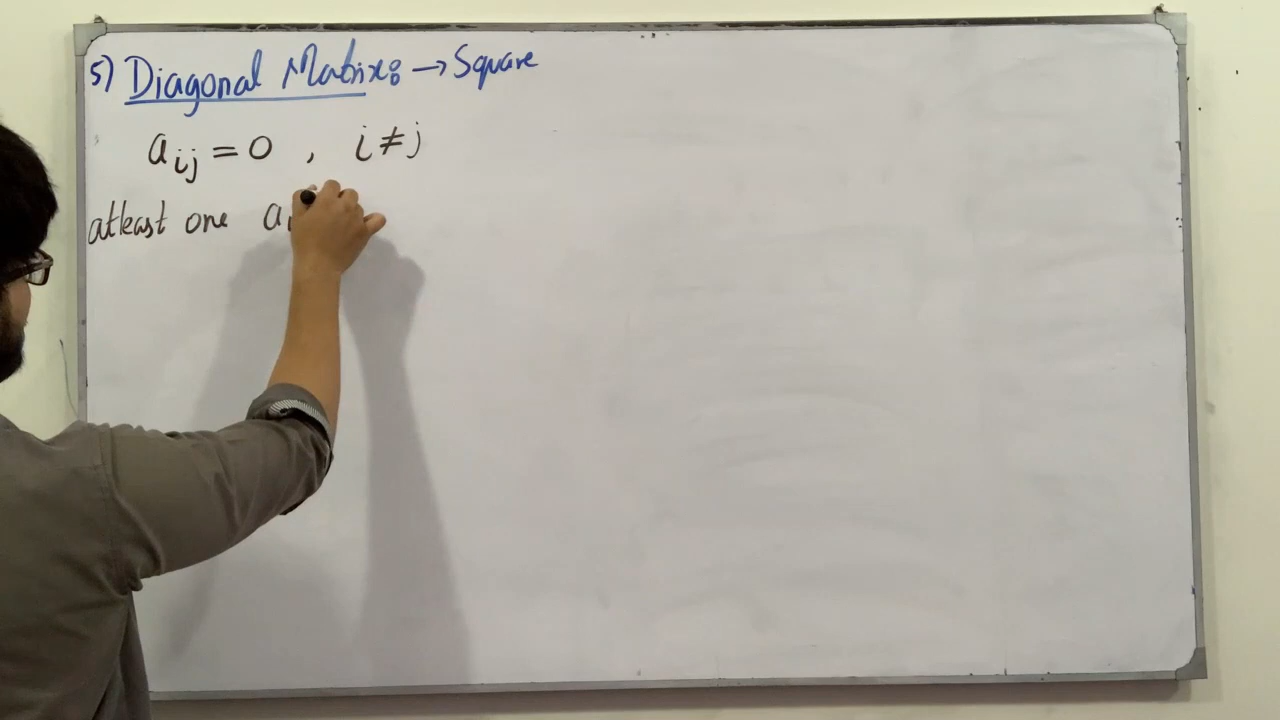 5) Diagonal Matrix: → Square
aij = 0 , i ≠ j
atleast one a